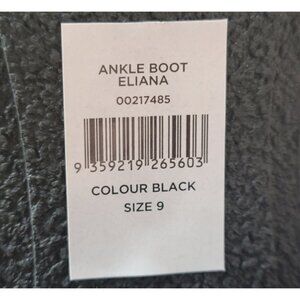 ANKLE BOOT
ELIANA
00217485
9 359219 265603
COLOUR BLACK
SIZE 9